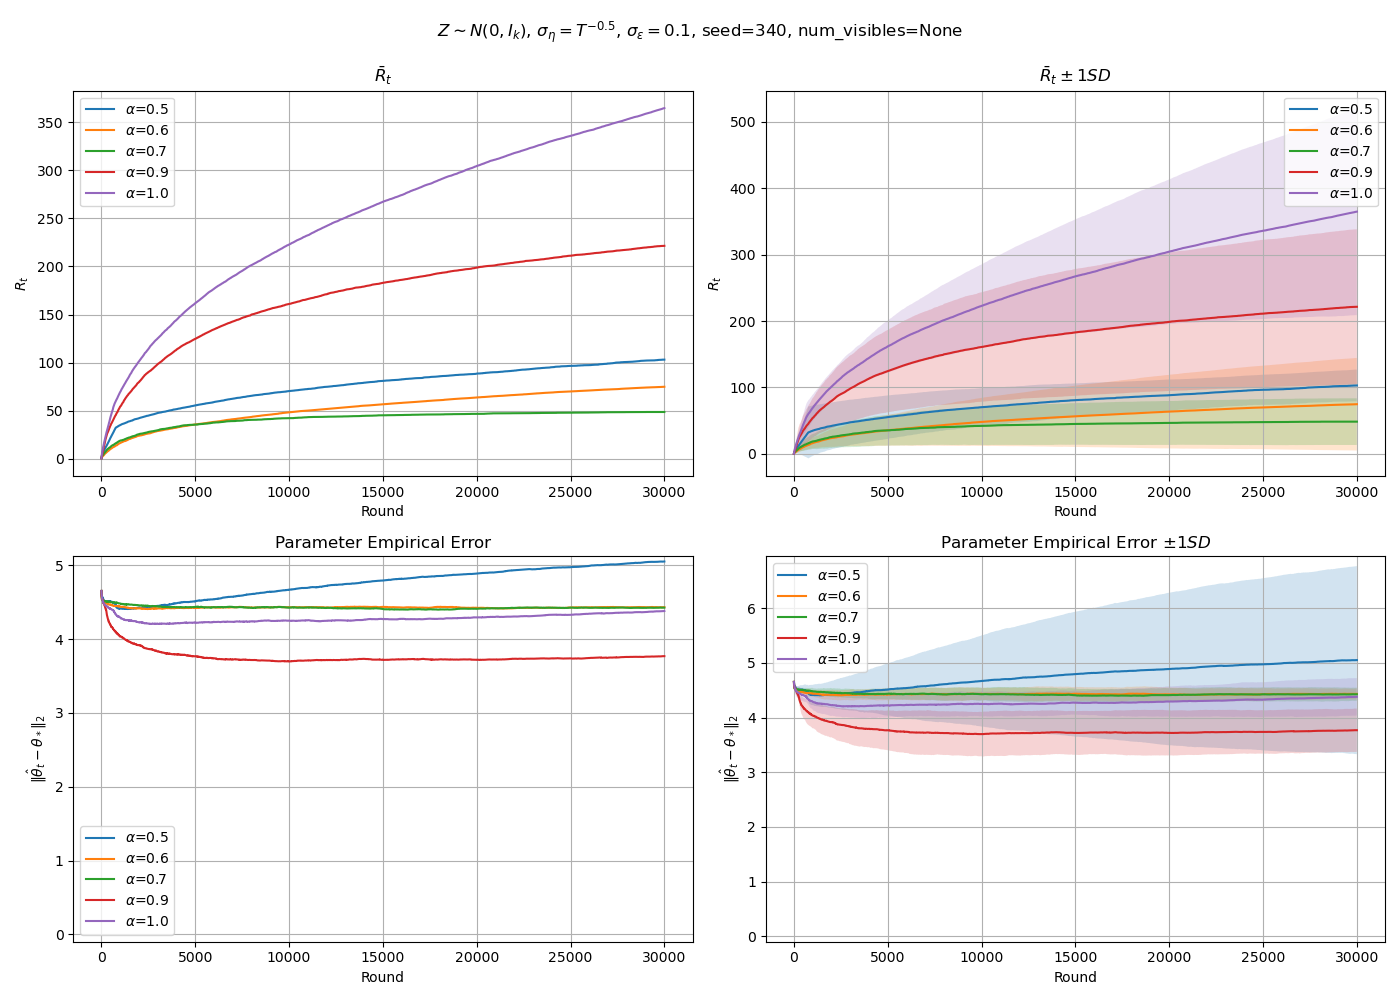 Z ∼ N(0, I_k), σ_η = T^{−0.5}, σ_ε = 0.1, seed=340, num_visibles=None
R̄_t
R_t
350
300
250
200
150
100
50
0
α=0.5
α=0.6
α=0.7
α=0.9
α=1.0
0 5000 10000 15000 20000 25000 30000
Round
R̄_t ± 1SD
R_t
500
400
300
200
100
0
α=0.5
α=0.6
α=0.7
α=0.9
α=1.0
0 5000 10000 15000 20000 25000 30000
Round
Parameter Empirical Error
‖θ̂_t − θ_*‖_2
5
4
3
2
1
0
α=0.5
α=0.6
α=0.7
α=0.9
α=1.0
0 5000 10000 15000 20000 25000 30000
Round
Parameter Empirical Error ±1SD
‖θ̂_t − θ_*‖_2
6
5
4
3
2
1
0
α=0.5
α=0.6
α=0.7
α=0.9
α=1.0
0 5000 10000 15000 20000 25000 30000
Round